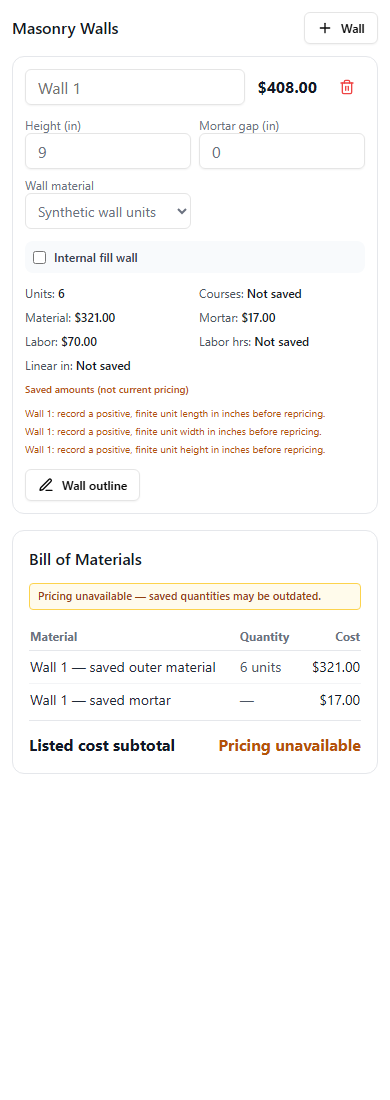 Masonry Walls
Wall
Wall 1 $408.00
Height (in) Mortar gap (in)
9 0
Wall material
Synthetic wall units
Internal fill wall
Units: 6 Courses: Not saved
Material: $321.00 Mortar: $17.00
Labor: $70.00 Labor hrs: Not saved
Linear in: Not saved
Saved amounts (not current pricing)
Wall 1: record a positive, finite unit length in inches before repricing.
Wall 1: record a positive, finite unit width in inches before repricing.
Wall 1: record a positive, finite unit height in inches before repricing.
Wall outline
Bill of Materials
Pricing unavailable — saved quantities may be outdated.
Material Quantity Cost
Wall 1 — saved outer material 6 units $321.00
Wall 1 — saved mortar — $17.00
Listed cost subtotal Pricing unavailable